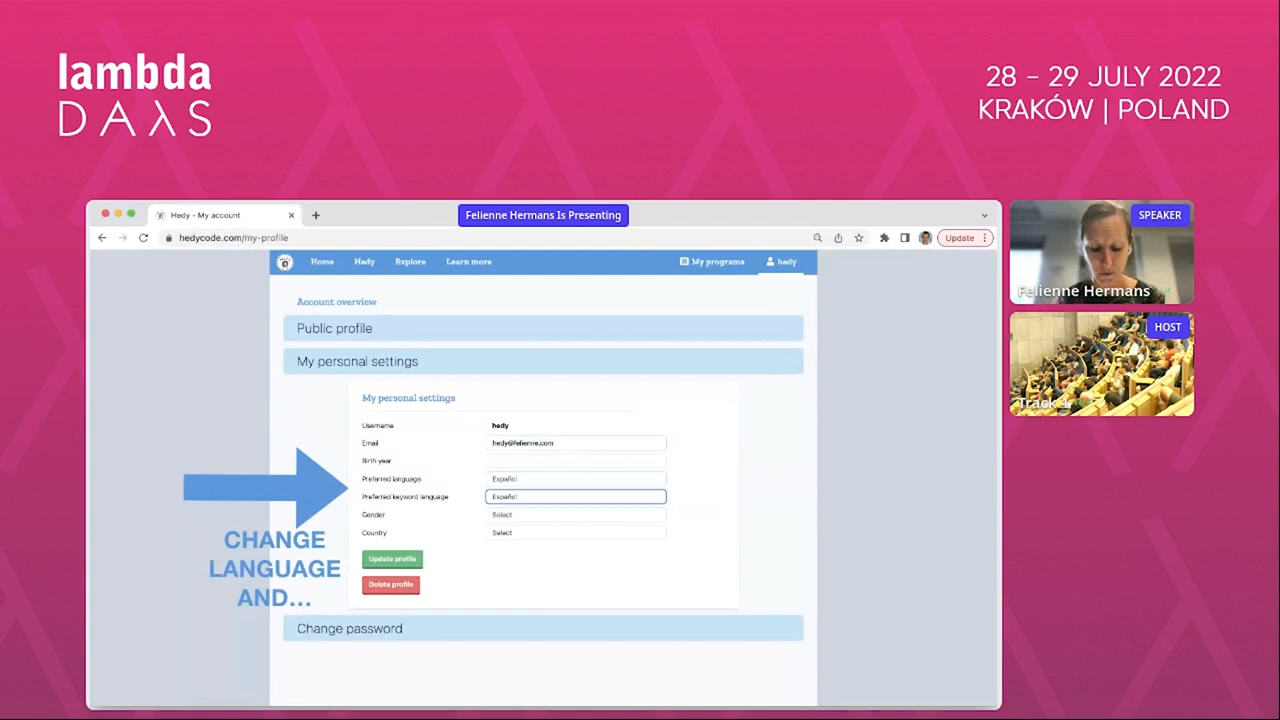 lambda
DAλS
28 – 29 JULY 2022
KRAKÓW | POLAND
Hedy - My account
Felienne Hermans Is Presenting
hedycode.com/my-profile
Update
Home
Hedy
Explore
Learn more
My programs
hedy
Account overview
Public profile
My personal settings
My personal settings
Username hedy
Email hedy@felienne.com
Birth year
Preferred language Español
Preferred keyword language Español
Gender Select
Country Select
Update profile
Delete profile
Change password
CHANGE
LANGUAGE
AND...
SPEAKER
Felienne Hermans
HOST
Track 1